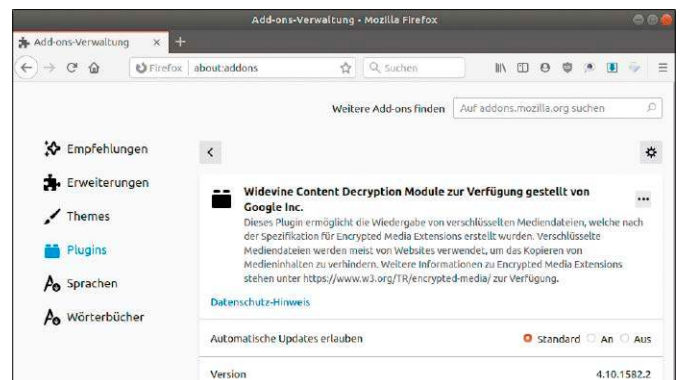 Add-ons-Verwaltung - Mozilla Firefox
Add-ons-Verwaltung × +
Firefox about:addons Suchen
Weitere Add-ons finden Auf addons.mozilla.org suchen
Empfehlungen
Erweiterungen
Themes
Plugins
Sprachen
Wörterbücher
Widevine Content Decryption Module zur Verfügung gestellt von
Google Inc.
Dieses Plugin ermöglicht die Wiedergabe von verschlüsselten Mediendateien, welche nach
der Spezifikation für Encrypted Media Extensions erstellt wurden. Verschlüsselte
Mediendateien werden meist von Websites verwendet, um das Kopieren von
Medieninhalten zu verhindern. Weitere Informationen zu Encrypted Media Extensions
stehen unter https://www.w3.org/TR/encrypted-media/ zur Verfügung.
Datenschutz-Hinweis
Automatische Updates erlauben Standard An Aus
Version 4.10.1582.2